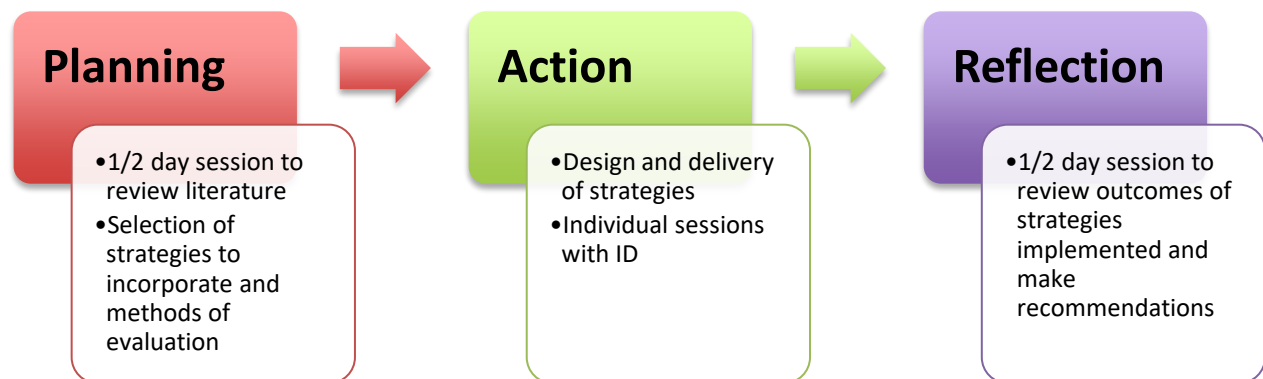 Planning
•1/2 day session to
review literature
•Selection of
strategies to
incorporate and
methods of
evaluation
Action
•Design and delivery
of strategies
•Individual sessions
with ID
Reflection
•1/2 day session to
review outcomes of
strategies
implemented and
make
recommendations